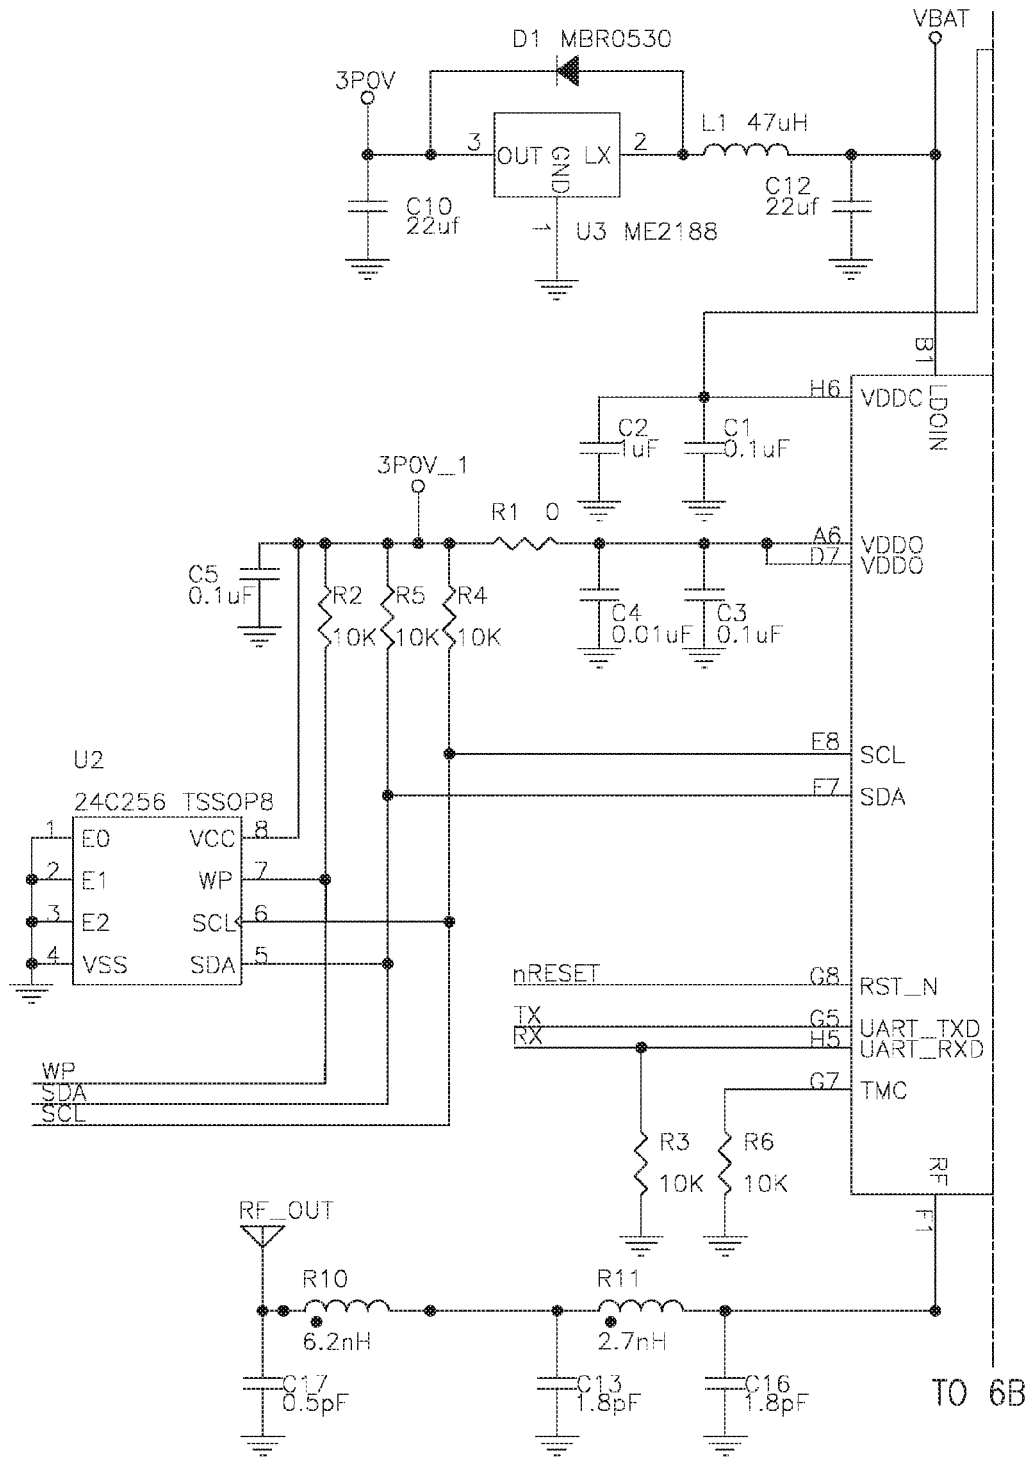 VBAT
D1 MBR0530
3P0V
L1 47uH
3
2
OUT
GND
LX
C10
22uf
C12
22uf
1
U3 ME2188
B1
H6
VDDC
LDOIN
C2
1uF
C1
0.1uF
3P0V_1
R1 0
A6
VDDO
D7
VDDO
C5
0.1uF
R2
R5
R4
10K
10K
10K
C4
0.01uF
C3
0.1uF
E8
SCL
F7
SDA
U2
24C256 TSSOP8
1
E0
VCC
8
2
E1
WP
7
3
E2
SCL
6
4
VSS
SDA
5
nRESET
G8
RST_N
TX
G5
UART_TXD
RX
H5
UART_RXD
WP
SDA
SCL
G7
TMC
R3
10K
R6
10K
RF
F1
RF_OUT
R10
6.2nH
R11
2.7nH
C17
0.5pF
C13
1.8pF
C16
1.8pF
TO 6B